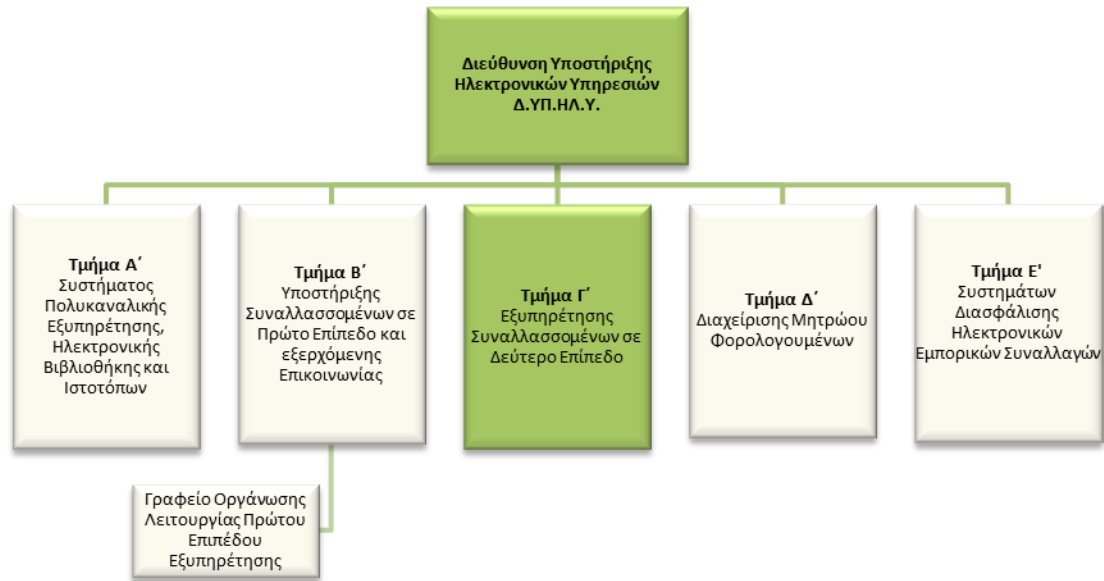 Διεύθυνση Υποστήριξης
Ηλεκτρονικών Υπηρεσιών
Δ.ΥΠ.ΗΛ.Υ.
Τμήμα Α΄
Συστήματος
Πολυκαναλικής
Εξυπηρέτησης,
Ηλεκτρονικής
Βιβλιοθήκης και
Ιστοτόπων
Τμήμα Β΄
Υποστήριξης
Συναλλασσομένων σε
Πρώτο Επίπεδο και
εξερχόμενης
Επικοινωνίας
Τμήμα Γ΄
Εξυπηρέτησης
Συναλλασσομένων σε
Δεύτερο Επίπεδο
Τμήμα Δ΄
Διαχείρισης Μητρώου
Φορολογουμένων
Τμήμα Ε'
Συστημάτων
Διασφάλισης
Ηλεκτρονικών
Εμπορικών Συναλλαγών
Γραφείο Οργάνωσης
Λειτουργίας Πρώτου
Επιπέδου
Εξυπηρέτησης